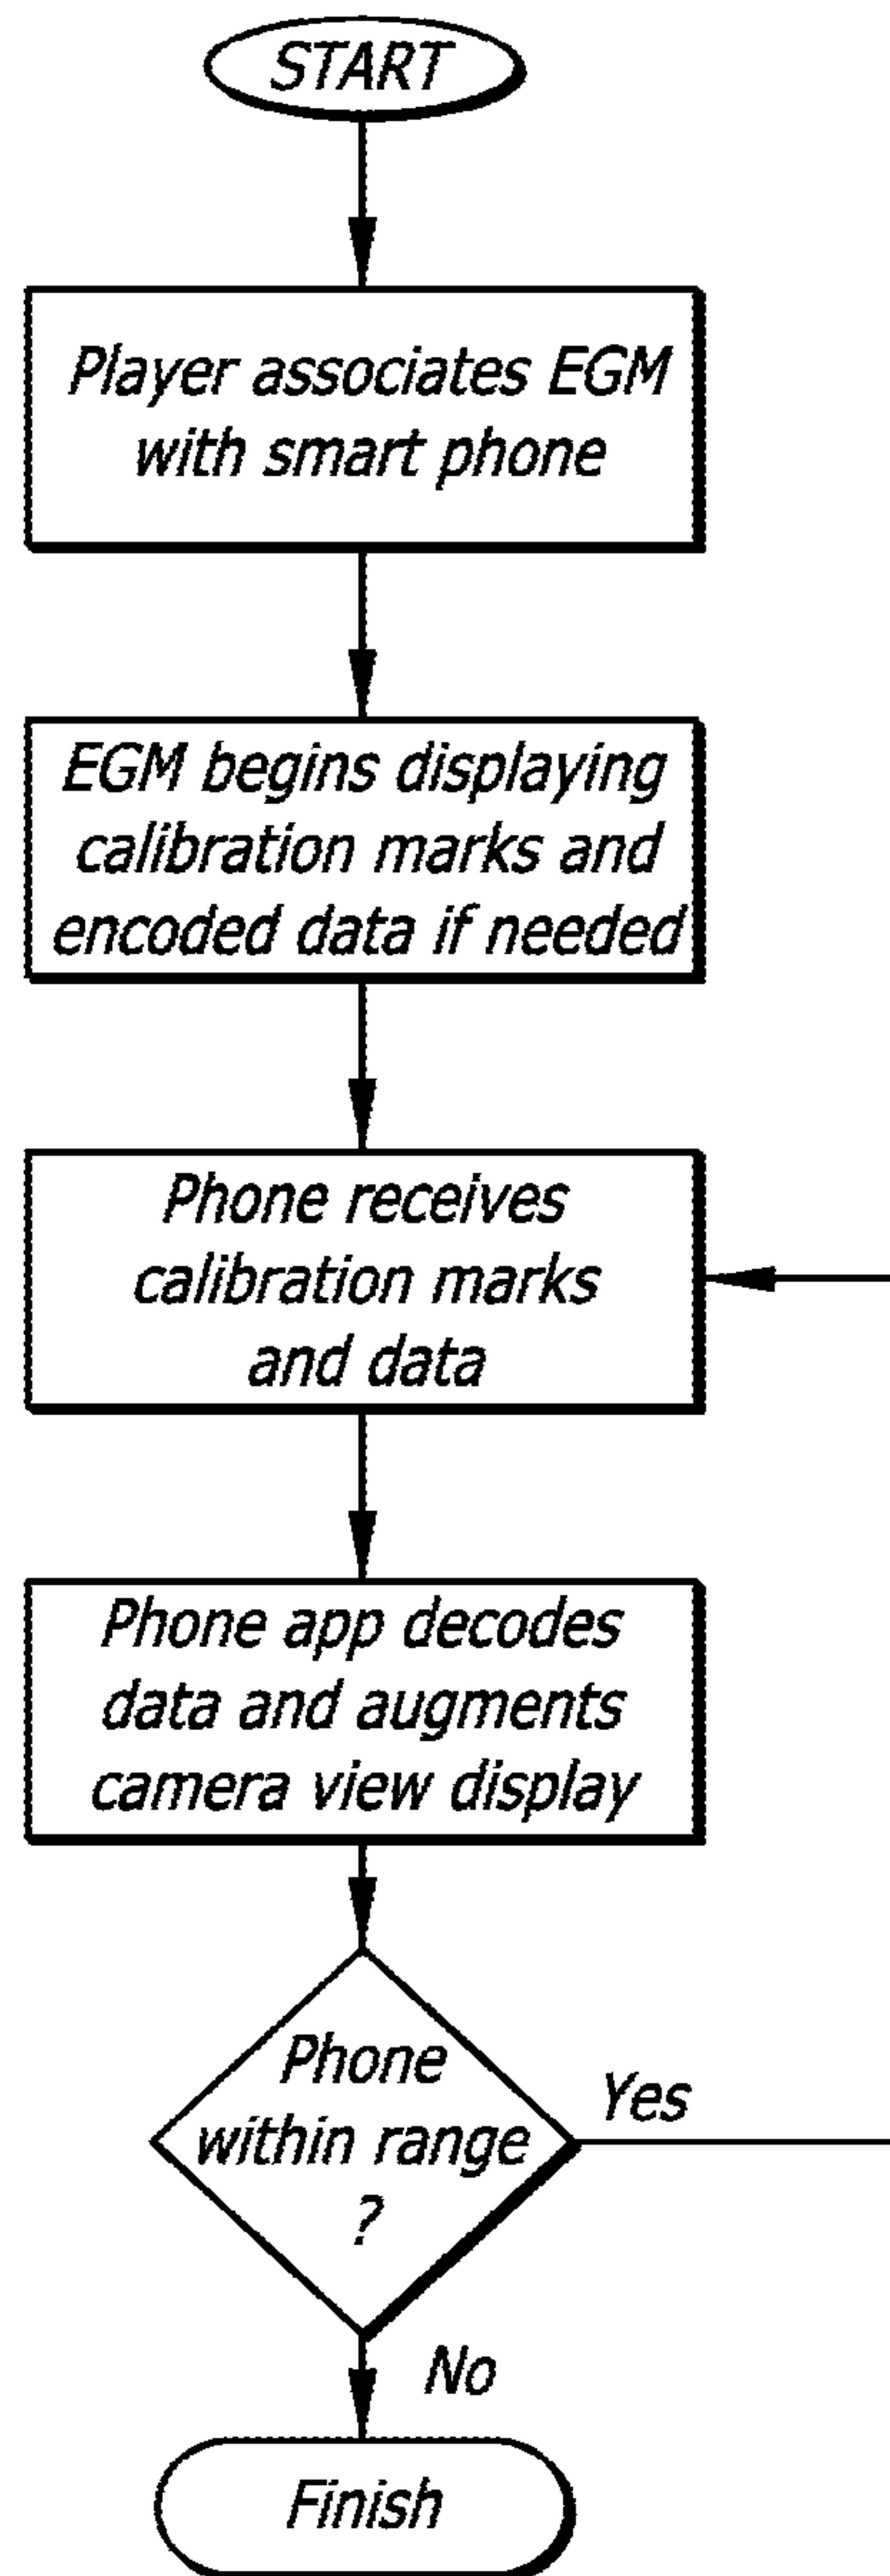 START
Player associates EGM
with smart phone
EGM begins displaying
calibration marks and
encoded data if needed
Phone receives
calibration marks
and data
Phone app decodes
data and augments
camera view display
Phone
within range
?
Yes
No
Finish